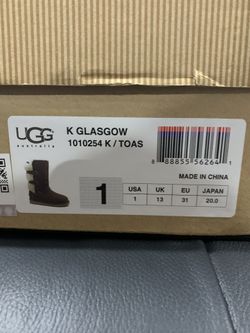 UGG
australia
K GLASGOW
1010254 K / TOAS
8 88855 56264 1
1
USA UK EU JAPAN
1 13 31 20.0
MADE IN CHINA